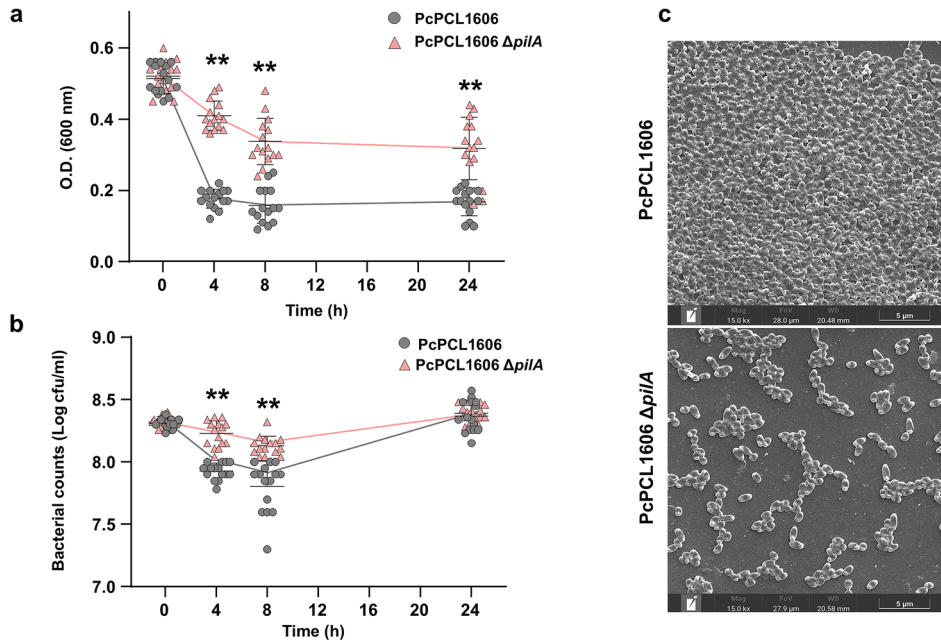 a
PcPCL1606
PcPCL1606 ΔpilA
0.6
0.4
0.2
0.0
O.D. (600 nm)
** ** **
0 4 8 12 16 20 24
Time (h)
b
PcPCL1606
PcPCL1606 ΔpilA
9.0
8.5
8.0
7.5
7.0
Bacterial counts (Log cfu/ml)
** **
0 4 8 12 16 20 24
Time (h)
c
PcPCL1606
Mag FoV WD
15.0 kx 28.0 µm 20.48 mm 5 µm
PcPCL1606 ΔpilA
Mag FoV WD
15.0 kx 27.9 µm 20.58 mm 5 µm